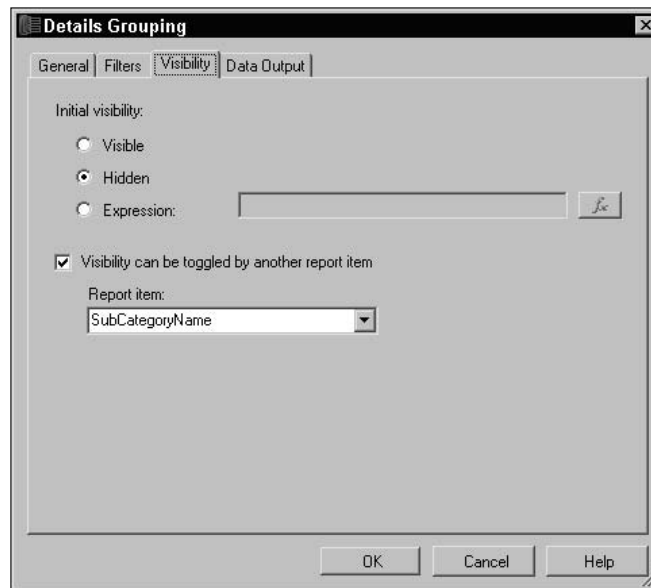 Details Grouping
General Filters Visibility Data Output
Initial visibility:
Visible
Hidden
Expression: fx
Visibility can be toggled by another report item
Report item:
SubCategoryName
OK Cancel Help